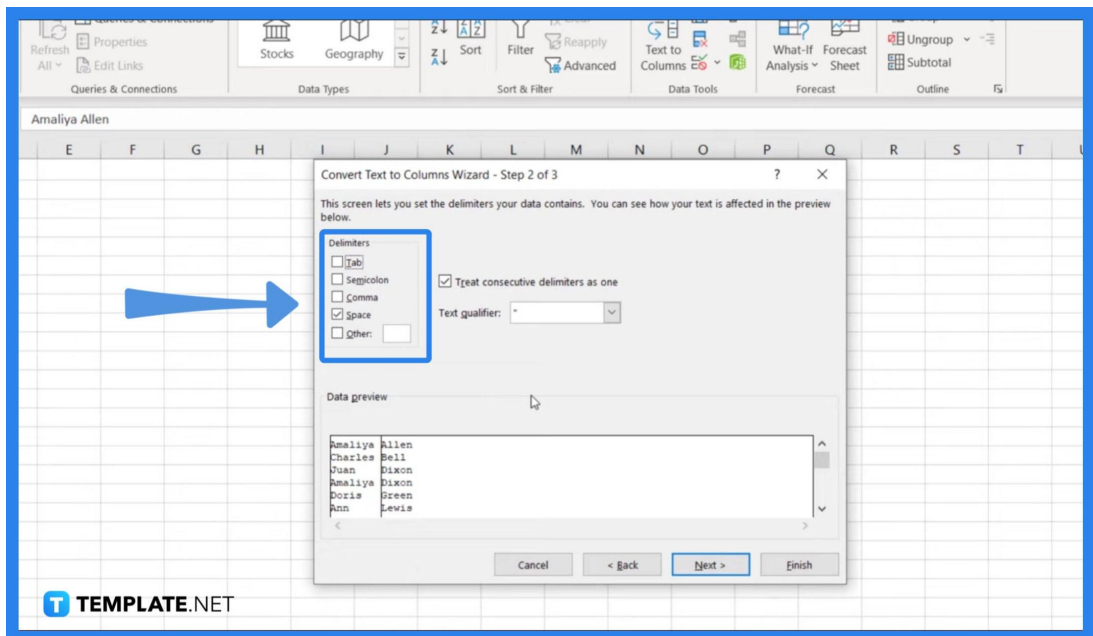 Queries & Connections
Refresh All
Properties
Edit Links
Queries & Connections
Stocks
Geography
Data Types
Sort
Filter
Clear
Reapply
Advanced
Sort & Filter
Text to Columns
Data Tools
What-If Analysis
Forecast Sheet
Forecast
Ungroup
Subtotal
Outline
Amaliya Allen
E F G H I J K L M N O P Q R S T
Convert Text to Columns Wizard - Step 2 of 3
?
This screen lets you set the delimiters your data contains. You can see how your text is affected in the preview
below.
Delimiters
Tab
Semicolon
Comma
Space
Other:
Treat consecutive delimiters as one
Text qualifier: "
Data preview
Amaliya Allen
Charles Bell
Juan Dixon
Amaliya Dixon
Doris Green
Ann Lewis
Cancel
< Back
Next >
Finish
T TEMPLATE.NET